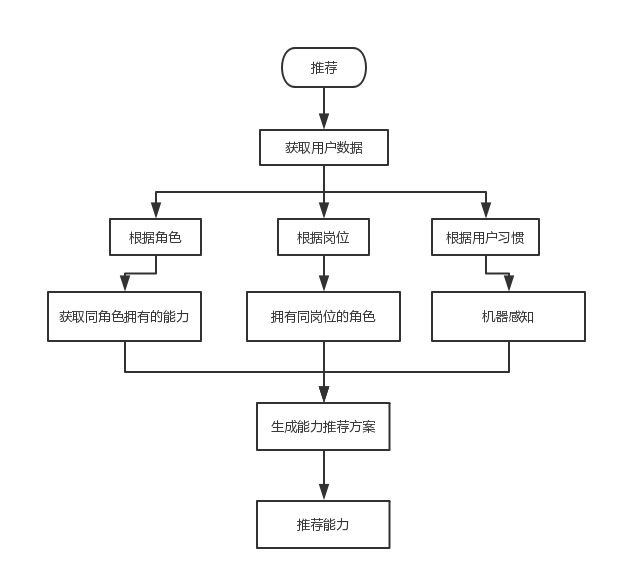 推荐
获取用户数据
根据角色
根据岗位
根据用户习惯
获取同角色拥有的能力
拥有同岗位的角色
机器感知
生成能力推荐方案
推荐能力